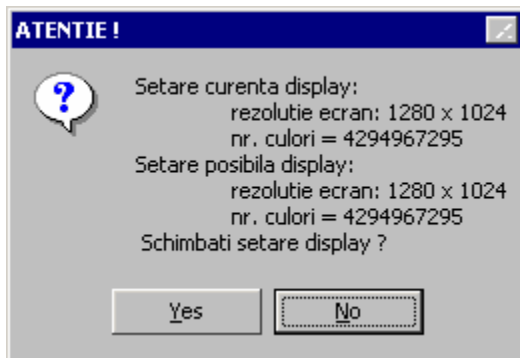 ATENTIE !
Setare curenta display:
rezolutie ecran: 1280 x 1024
nr. culori = 4294967295
Setare posibila display:
rezolutie ecran: 1280 x 1024
nr. culori = 4294967295
Schimbati setare display ?
Yes No